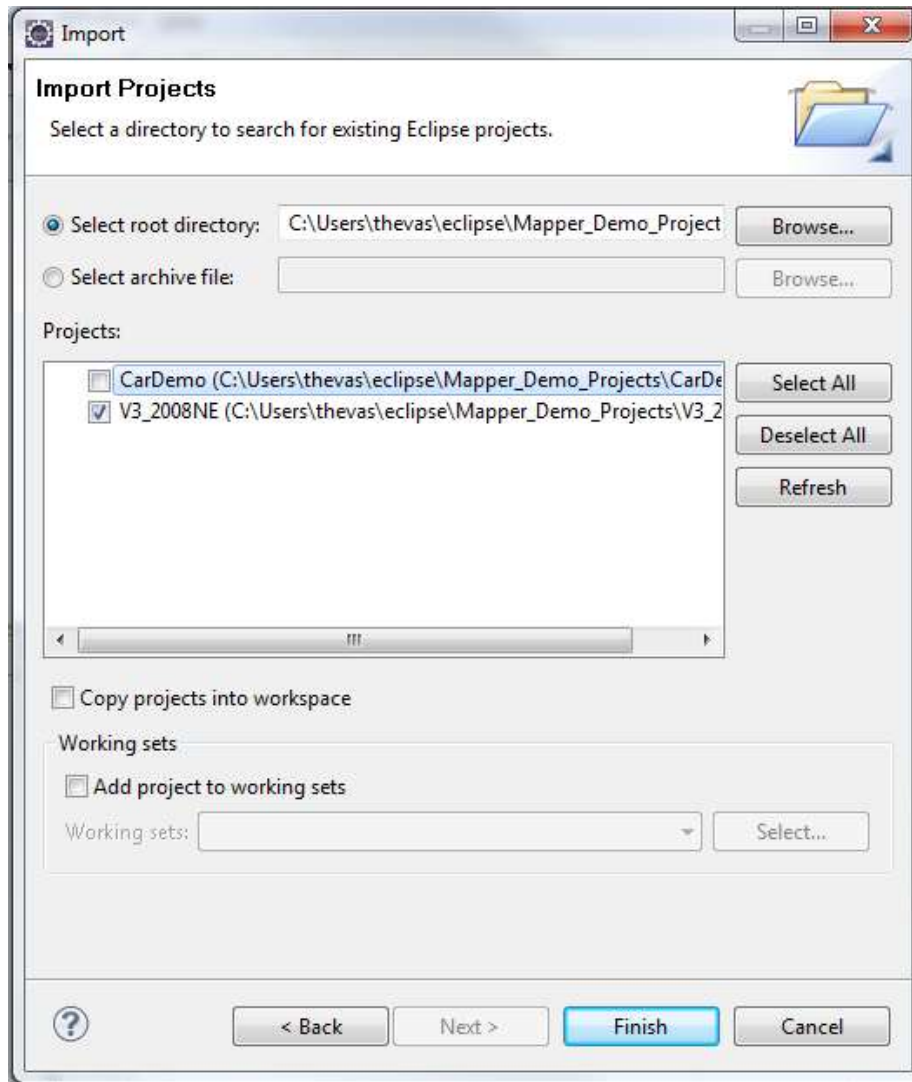 Import
Import Projects
Select a directory to search for existing Eclipse projects.
Select root directory: C:\Users\thevas\eclipse\Mapper_Demo_Project Browse...
Select archive file: Browse...
Projects:
CarDemo (C:\Users\thevas\eclipse\Mapper_Demo_Projects\CarDe Select All
V3_2008NE (C:\Users\thevas\eclipse\Mapper_Demo_Projects\V3_2
Deselect All
Refresh
Copy projects into workspace
Working sets
Add project to working sets
Working sets: Select...
? < Back Next > Finish Cancel